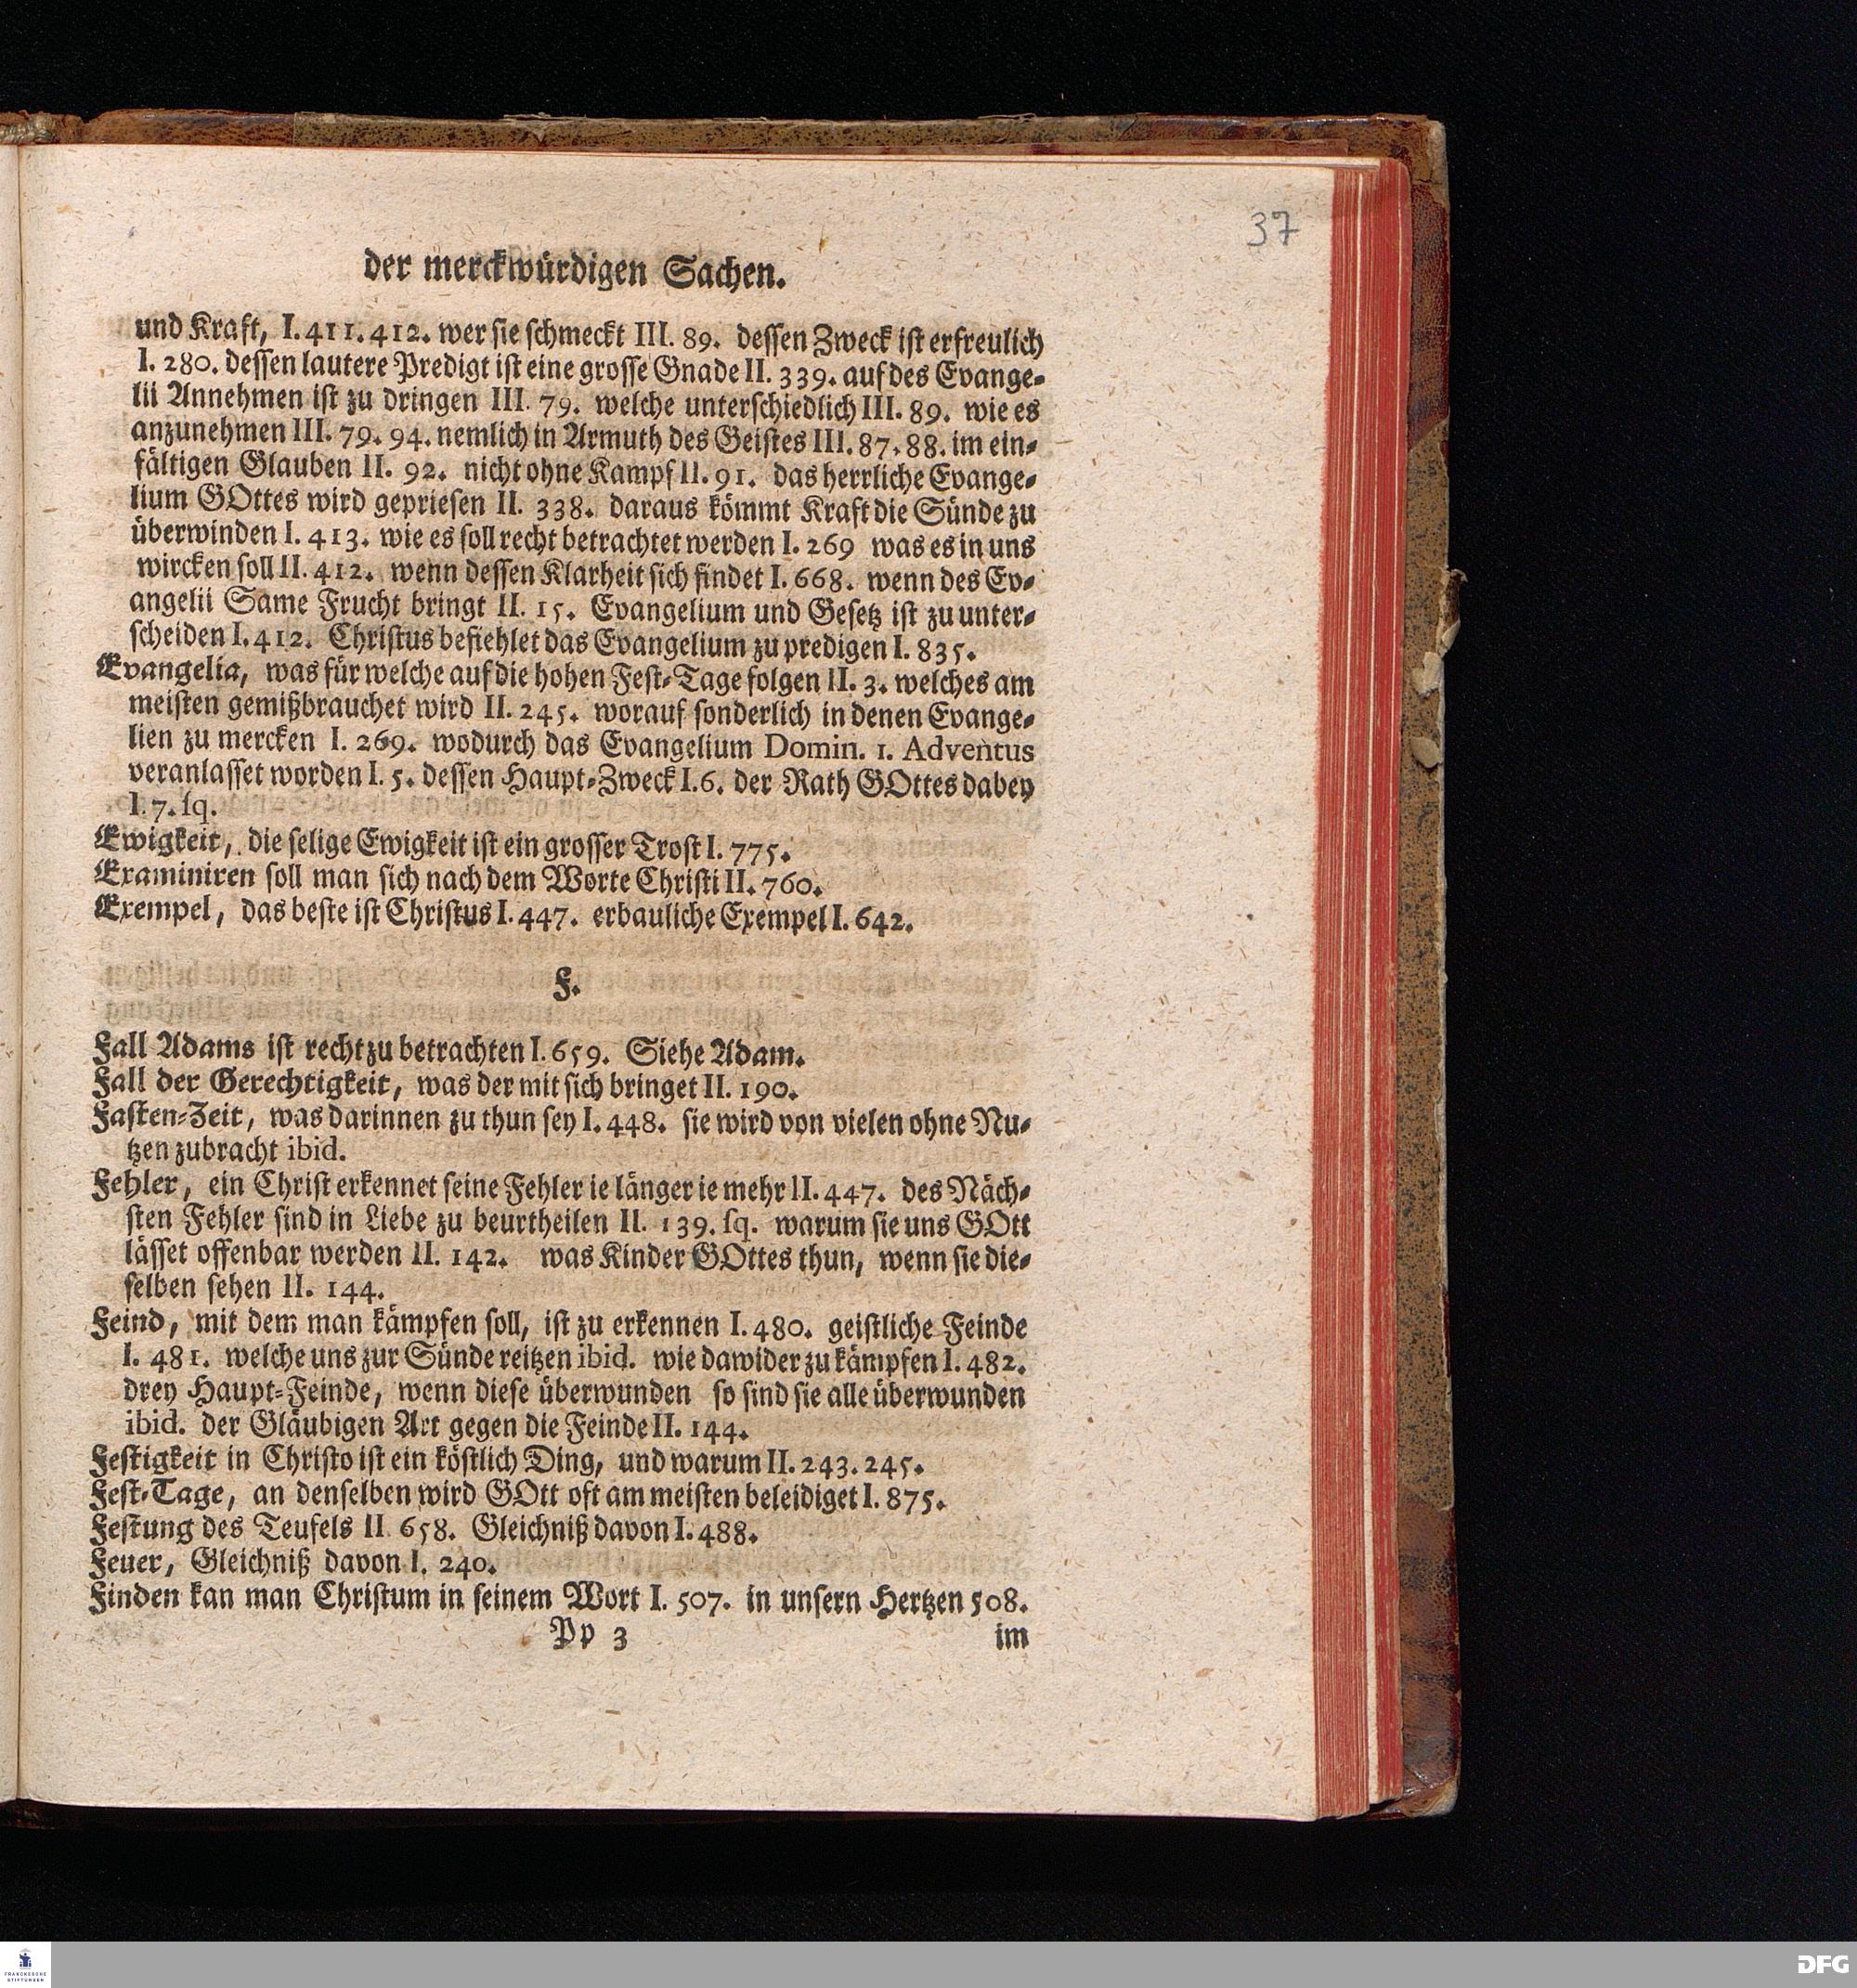 37
der merckwürdigen Sachen.
und Kraft, I. 411. 412. wer sie schmeckt III. 89. dessen Zweck ist erfreulich
I. 280. dessen lautere Predigt ist eine grosse Gnade II. 339. auf des Evange-
lii Annehmen ist zu dringen III. 79. welche unterschiedlich III. 89. wie es
anzunehmen III. 79. 94. nemlich in Armuth des Geistes III. 87. 88. im ein-
fältigen Glauben II. 92. nicht ohne Kampf II. 91. das herrliche Evange-
lium GOttes wird gepriesen II. 338. daraus kömmt Kraft die Sünde zu
überwinden I. 413. wie es soll recht betrachtet werden I. 269 was es in uns
wircken soll II. 412. wenn dessen Klarheit sich findet I. 668. wenn des Ev-
angelii Same Frucht bringt II. 15. Evangelium und Gesetz ist zu unter-
scheiden I. 412. Christus befiehlet das Evangelium zu predigen I. 835.
Evangelia, was für welche auf die hohen Fest-Tage folgen II. 3. welches am
meisten gemißbrauchet wird II. 245. worauf sonderlich in denen Evange-
lien zu mercken I. 269. wodurch das Evangelium Domin. 1. Adventus
veranlasset worden I. 5. dessen Haupt-Zweck I. 6. der Rath GOttes dabey
I. 7. sq.
Ewigkeit, die selige Ewigkeit ist ein grosser Trost I. 775.
Examiniren soll man sich nach dem Worte Christi II. 760.
Exempel, das beste ist Christus I. 447. erbauliche Exempel I. 642.
F.
Fall Adams ist recht zu betrachten I. 659. Siehe Adam.
Fall der Gerechtigkeit, was der mit sich bringet II. 190.
Fasten-Zeit, was darinnen zu thun sey I. 448. sie wird von vielen ohne Nu-
tzen zubracht ibid.
Fehler, ein Christ erkennet seine Fehler ie länger ie mehr II. 447. des Näch-
sten Fehler sind in Liebe zu beurtheilen II. 139. sq. warum sie uns GOtt
lässet offenbar werden II. 142. was Kinder GOttes thun, wenn sie die-
selben sehen II. 144.
Feind, mit dem man kämpfen soll, ist zu erkennen I. 480. geistliche Feinde
I. 481. welche uns zur Sünde reitzen ibid. wie dawider zu kämpfen I. 482.
drey Haupt-Feinde, wenn diese überwunden so sind sie alle überwunden
ibid. der Gläubigen Art gegen die Feinde II. 144.
Festigkeit in Christo ist ein köstlich Ding, und warum II. 243. 245.
Fest-Tage, an denselben wird GOtt oft am meisten beleidiget I. 875.
Festung des Teufels II. 658. Gleichniß davon I. 488.
Feuer, Gleichniß davon I. 240.
Finden kan man Christum in seinem Wort I. 507. in unsern Hertzen 508.
Pp 3 im
FRANCKESCHE
STIFTUNGEN
DFG